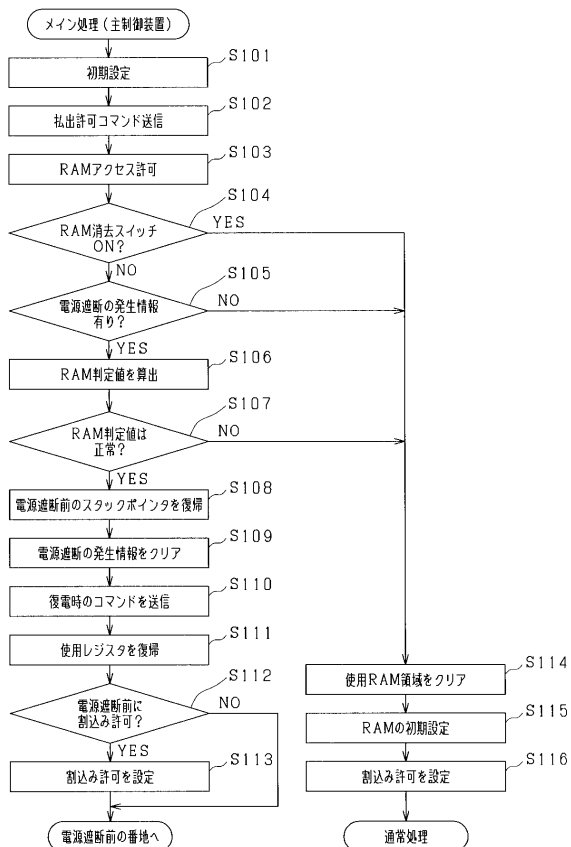 メイン処理(主制御装置)
S101
初期設定
S102
払出許可コマンド送信
S103
RAMアクセス許可
S104
RAM消去スイッチ
ON?
YES
NO
S105
電源遮断の発生情報
有り?
NO
YES
S106
RAM判定値を算出
S107
RAM判定値は
正常?
NO
YES
S108
電源遮断前のスタックポインタを復帰
S109
電源遮断の発生情報をクリア
S110
復電時のコマンドを送信
S111
使用レジスタを復帰
S112
電源遮断前に
割込み許可?
NO
YES
S113
割込み許可を設定
電源遮断前の番地へ
S114
使用RAM領域をクリア
S115
RAMの初期設定
S116
割込み許可を設定
通常処理